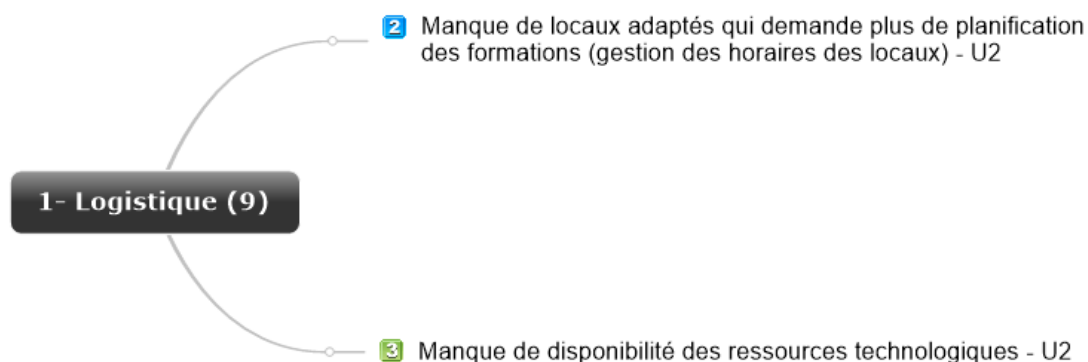 2 Manque de locaux adaptés qui demande plus de planification
des formations (gestion des horaires des locaux) - U2
1- Logistique (9)
3 Manque de disponibilité des ressources technologiques - U2